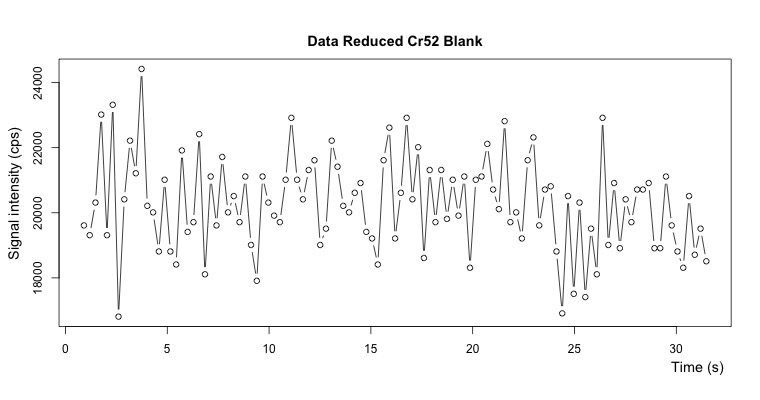 Data Reduced Cr52 Blank
Signal intensity (cps)
24000
22000
20000
18000
0 5 10 15 20 25 30
Time (s)